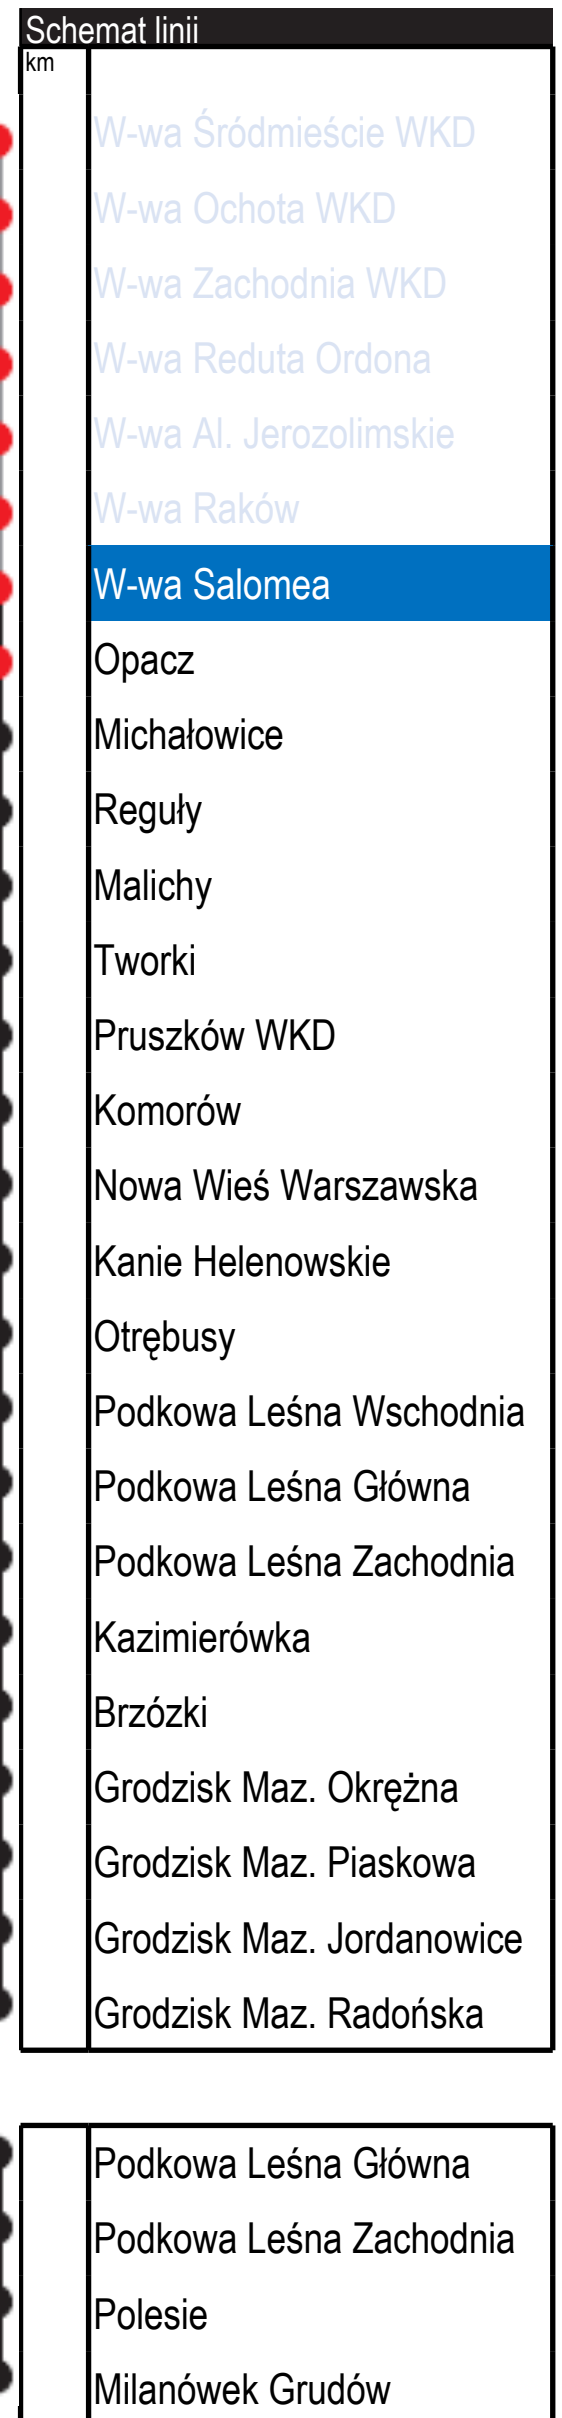 Schemat linii
km
W-wa Śródmieście WKD
W-wa Ochota WKD
W-wa Zachodnia WKD
W-wa Reduta Ordona
W-wa Al. Jerozolimskie
W-wa Raków
W-wa Salomea
Opacz
Michałowice
Reguły
Malichy
Tworki
Pruszków WKD
Komorów
Nowa Wieś Warszawska
Kanie Helenowskie
Otrębusy
Podkowa Leśna Wschodnia
Podkowa Leśna Główna
Podkowa Leśna Zachodnia
Kazimierówka
Brzózki
Grodzisk Maz. Okrężna
Grodzisk Maz. Piaskowa
Grodzisk Maz. Jordanowice
Grodzisk Maz. Radońska
Podkowa Leśna Główna
Podkowa Leśna Zachodnia
Polesie
Milanówek Grudów